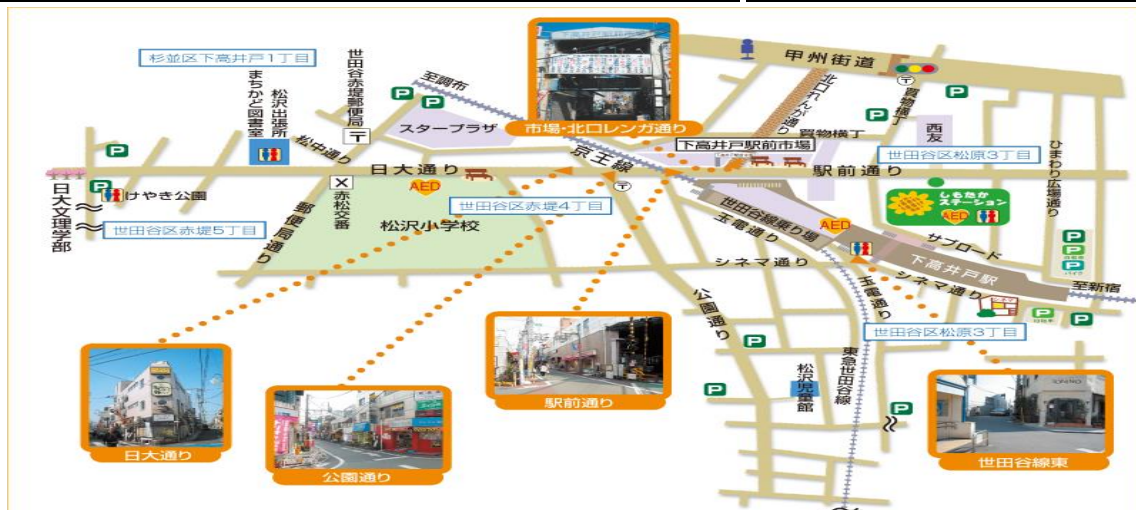 杉並区下高井戸1丁目
世田谷赤堤郵便局
〒
松沢出張所
まちかど図書室
松中通り
至調布
スタープラザ
市場・北口レンガ通り
京王線
下高井戸駅前市場
北口れんが通り
甲州街道
〒
買物横丁
買物横丁
西友
世田谷区松原3丁目
ひまわり広場通り
日大通り
駅前通り
AED
P
P
P
P
P
P
日大文理学部
けやき公園
世田谷区赤堤5丁目
郵便局通り
赤松交番
松沢小学校
世田谷区赤堤4丁目
〒
世田谷線乗り場
玉電通り
AED
しもたか
ステーション
AED
サブロード
下高井戸駅
シネマ通り
シネマ通り
シネマ
至新宿
P
P
P
バイク
P
P
公園通り
玉電通り
世田谷区松原3丁目
P
P
P
松沢児童館
東急世田谷線
日大通り
公園通り
駅前通り
世田谷線東